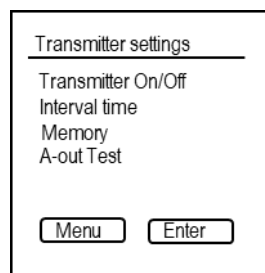 Transmitter settings
Transmitter On/Off
Interval time
Memory
A-out Test
Menu Enter